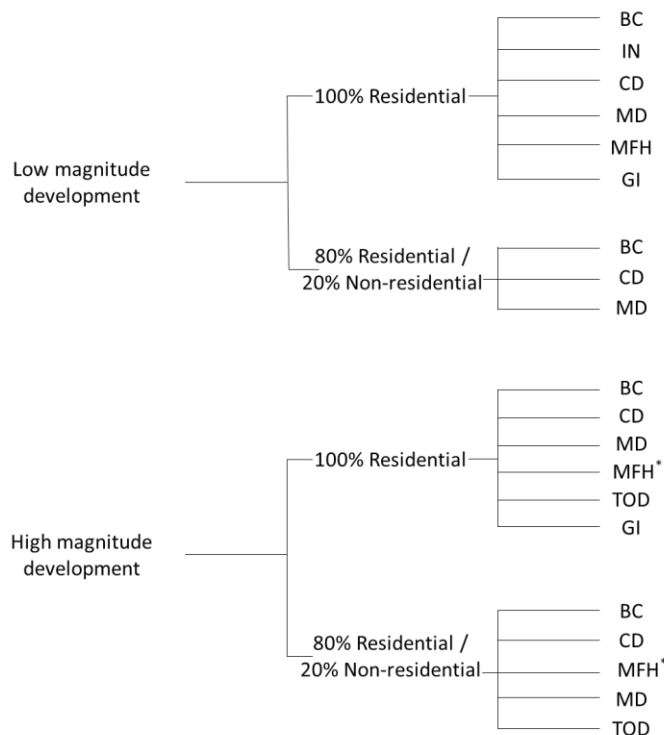 BC
IN
100% Residential
CD
MD
MFH
GI
Low magnitude
development
80% Residential /
20% Non-residential
BC
CD
MD
BC
CD
100% Residential
MD
MFH*
TOD
GI
High magnitude
development
80% Residential /
20% Non-residential
BC
CD
MFH*
MD
TOD